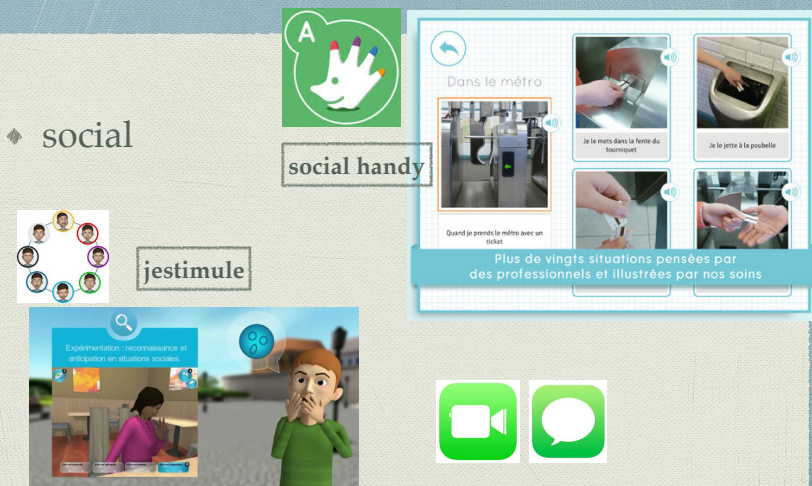 social
A
social handy
jestimule
Dans le métro
Quand je prends le métro avec un
ticket
Je le mets dans la fente du
tourniquet
Je le jette à la poubelle
Plus de vingts situations pensées par
des professionnels et illustrées par nos soins
Expérimentation : reconnaissance et
anticipation en situations sociales.